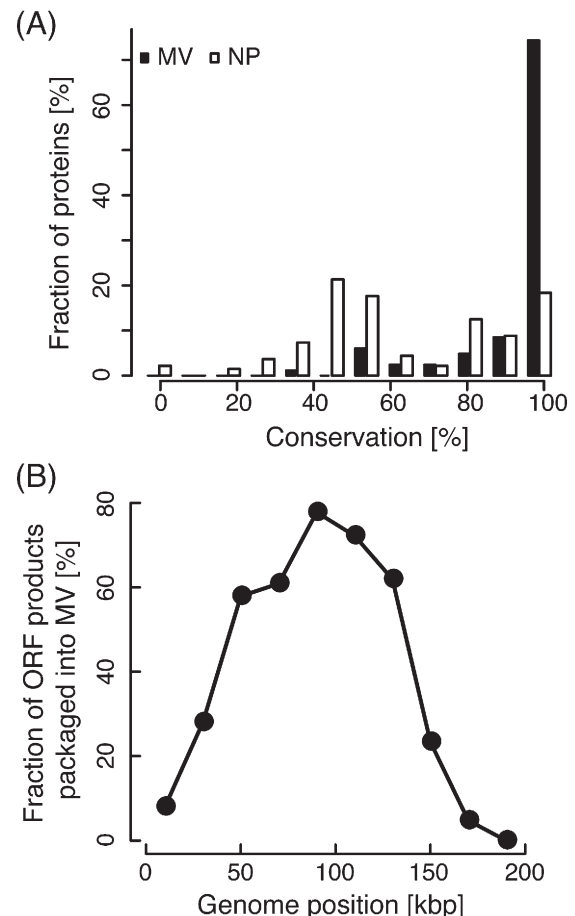 (A)
MV NP
Fraction of proteins [%]
0 20 40 60
0 20 40 60 80 100
Conservation [%]
(B)
Fraction of ORF products
packaged into MV [%]
0 20 40 60 80
0 50 100 150 200
Genome position [kbp]